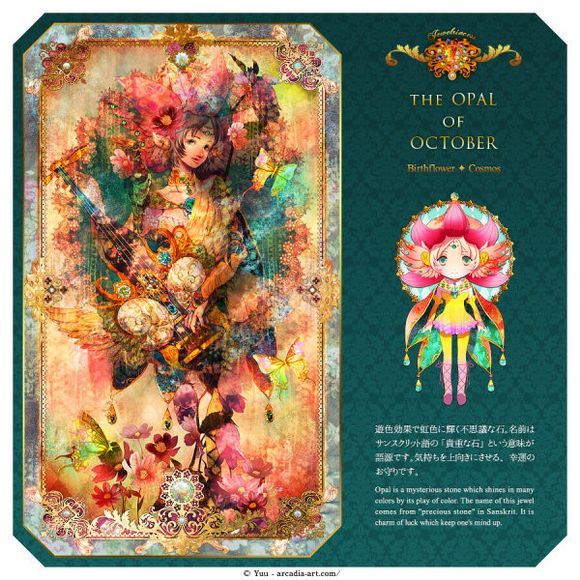 Jeweliness
THE OPAL
OF
OCTOBER
Birthflower ✦ Cosmos
遊色効果で虹色に輝く不思議な石。名前は
サンスクリット語の「貴重な石」という意味が
語源です。気持ちを上向きにさせる、幸運の
お守りです。
Opal is a mysterious stone which shines in many
colors by its play of color. The name of this jewel
comes from "precious stone" in Sanskrit. It is
charm of luck which keep one's mind up.
© Yuu - arcadia-art.com/